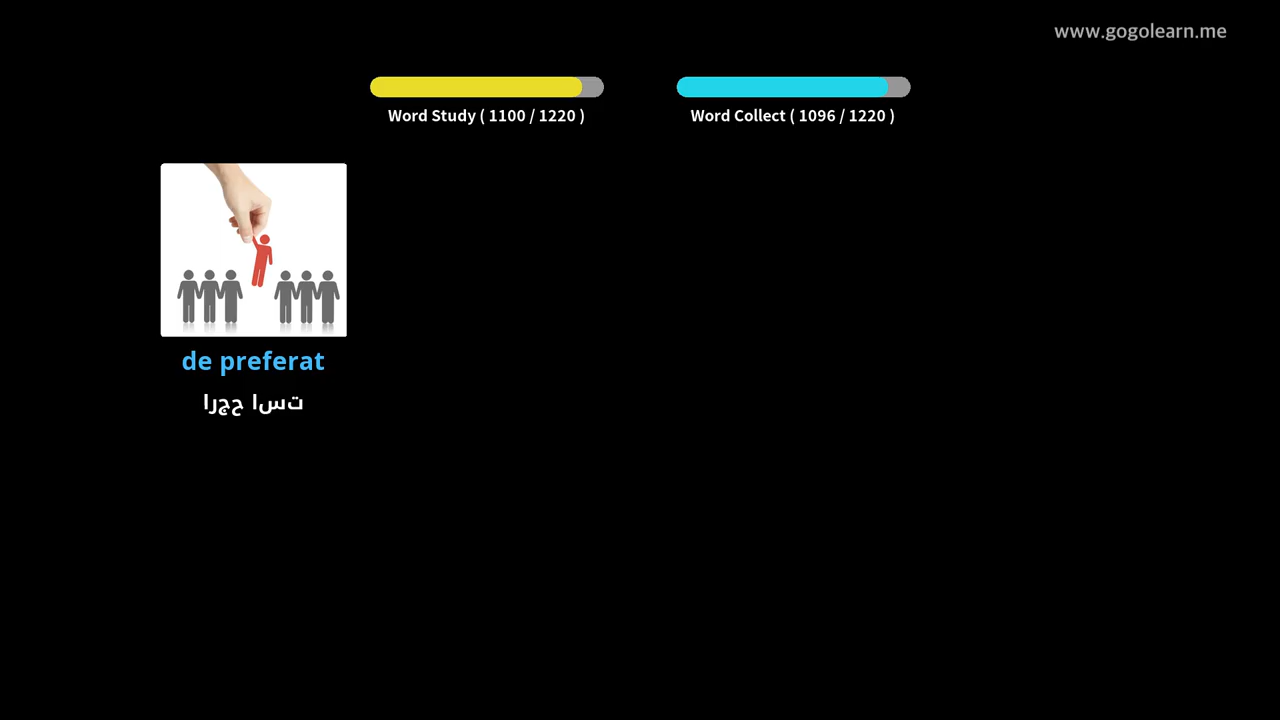 www.gogolearn.me
Word Study ( 1100 / 1220 )
Word Collect ( 1096 / 1220 )
de preferat
ارجح است